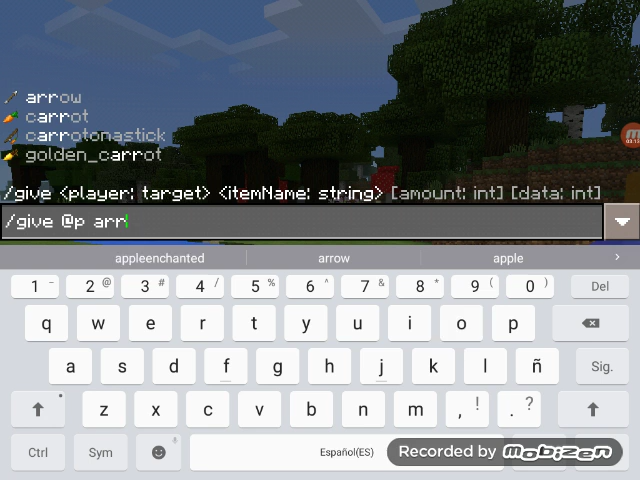 arrow
carrot
carrotonastick
golden_carrot
/give <player: target> <itemName: string> [amount: int] [data: int]
/give @p arr
appleenchanted arrow apple
1 - 2 @ 3 # 4 / 5 % 6 ^ 7 & 8 * 9 ( 0 ) Del
q w e r t y u i o p
a s d f g h j k l ñ Sig.
z x c v b n m , ! . ?
Ctrl Sym Español(ES) Recorded by mobizen